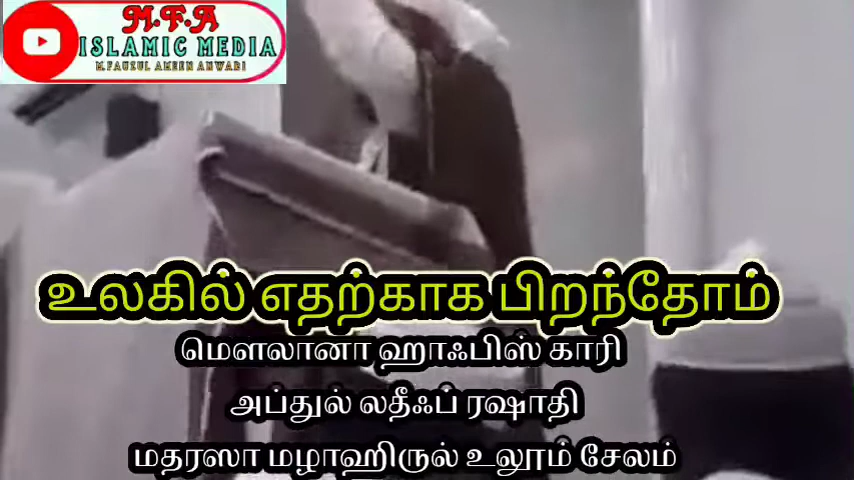 M.F.A
ISLAMIC MEDIA
M.FAUZUL AMEEN ANWARI
உலகில் எதற்காக பிறந்தோம்
மௌலானா ஹாஃபிஸ் காரி
அப்துல் லதீஃப் ரஷாதி
மதரஸா மழாஹிருல் உலூம் சேலம்